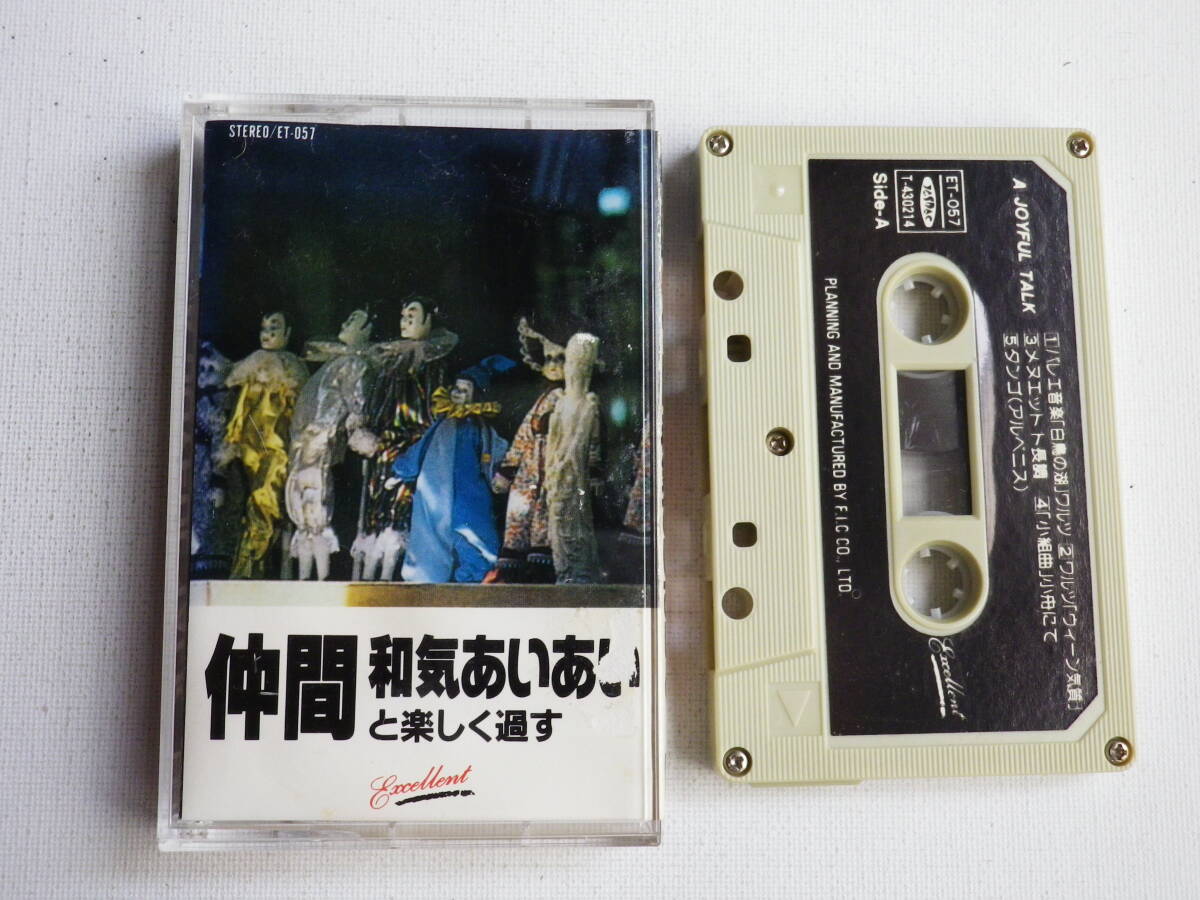 STEREO/ET-057
仲間 和気あいあい
と楽しく過す
Excellent
A JOYFUL TALK
ET-057
JASRAC
T-430214
Side-A
1 バレエ音楽「白鳥の湖」ワルツ 2 ワルツ「ウィーン気質」
3 メヌエット ト長調 4「小組曲」小舟にて
5 タンゴ(アルベニス)
PLANNING AND MANUFACTURED BY F.I.C CO., LTD.
Excellent